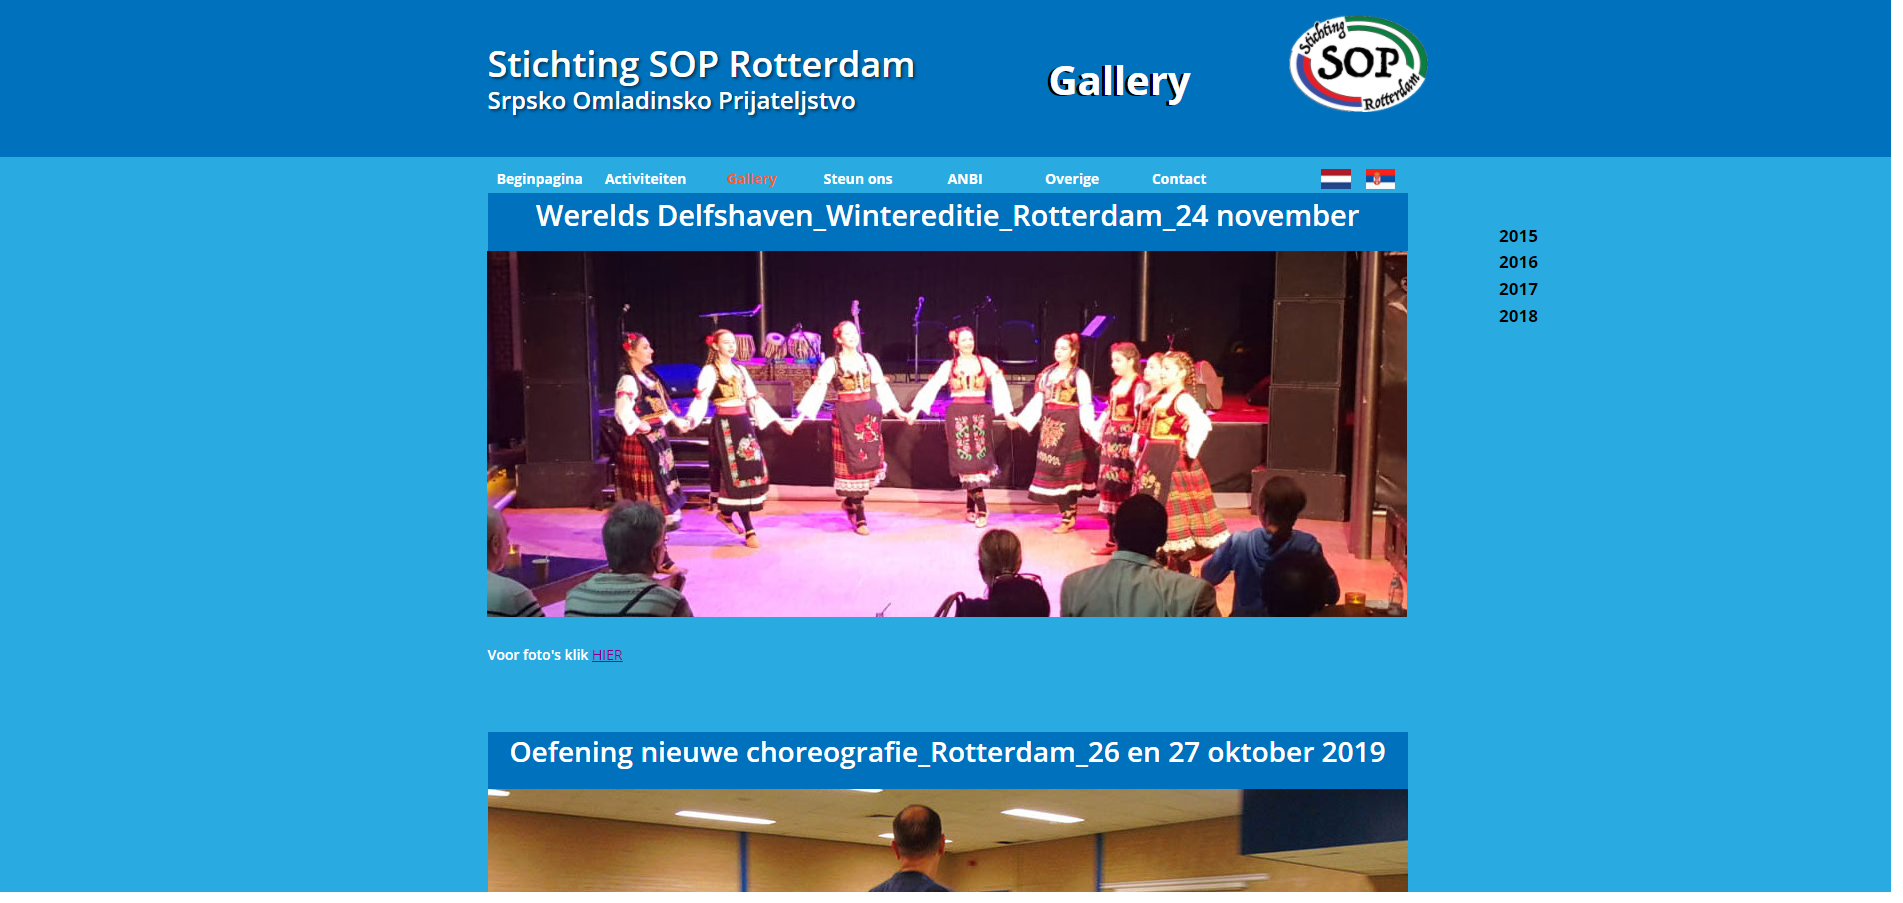 Stichting SOP Rotterdam
Srpsko Omladinsko Prijateljstvo
Gallery
Stichting
SOP
Rotterdam
Beginpagina Activiteiten Gallery Steun ons ANBI Overige Contact
Werelds Delfshaven_Wintereditie_Rotterdam_24 november
2015
2016
2017
2018
Voor foto's klik HIER
Oefening nieuwe choreografie_Rotterdam_26 en 27 oktober 2019